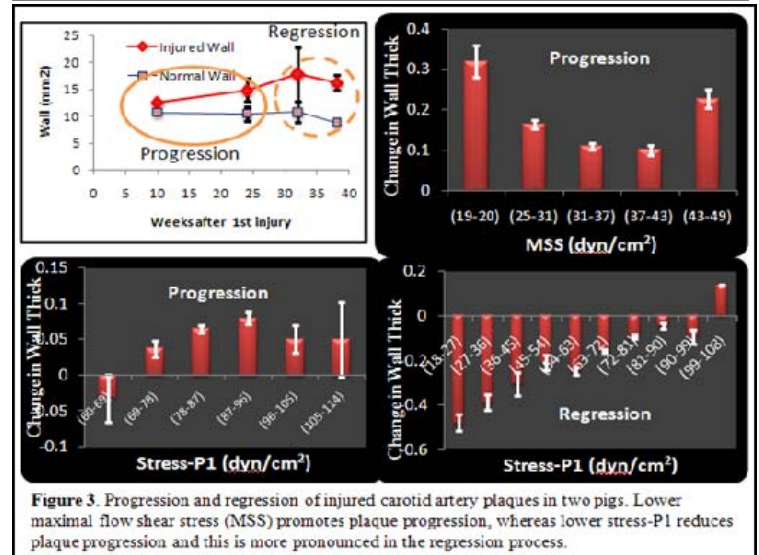 Regression
25
Injured Wall
20
Normal Wall
15
10
5
0
Wall (mm2)
Progression
0 5 10 15 20 25 30 35 40
Weeksafter 1st injury
0.4
0.3
0.2
0.1
0
Change in Wall Thick
Progression
(19-20) (25-31) (31-37) (37-43) (43-49)
MSS (dyn/cm²)
0.15
0.1
0.05
0
-0.05
-0.1
Change in Wall Thick
Progression
(60-69) (69-78) (78-87) (87-96) (96-105) (105-114)
Stress-P1 (dyn/cm²)
0.2
0
-0.2
-0.4
-0.6
Change in Wall Thick
(18-27) (27-36) (36-45) (45-54) (54-63) (63-72) (72-81) (81-90) (90-99) (99-108)
Regression
Stress-P1 (dyn/cm²)
Figure 3. Progression and regression of injured carotid artery plaques in two pigs. Lower
maximal flow shear stress (MSS) promotes plaque progression, whereas lower stress-P1 reduces
plaque progression and this is more pronounced in the regression process.